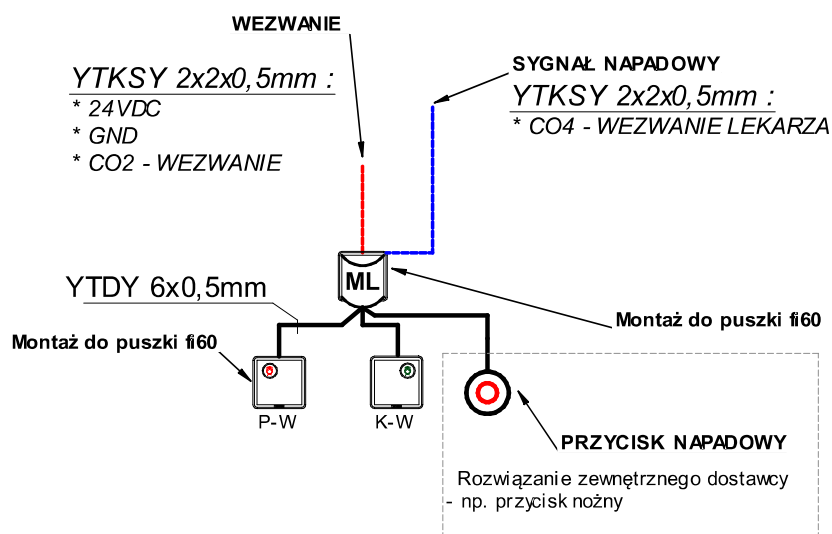 WEZWANIE
YTKSY 2x2x0,5mm :
* 24VDC
* GND
* CO2 - WEZWANIE
SYGNAŁ NAPADOWY
YTKSY 2x2x0,5mm :
* CO4 - WEZWANIE LEKARZA
ML
YTDY 6x0,5mm
Montaż do puszki fi60
Montaż do puszki fi60
P-W
K-W
PRZYCISK NAPADOWY
Rozwiązanie zewnętrznego dostawcy
- np. przycisk nożny